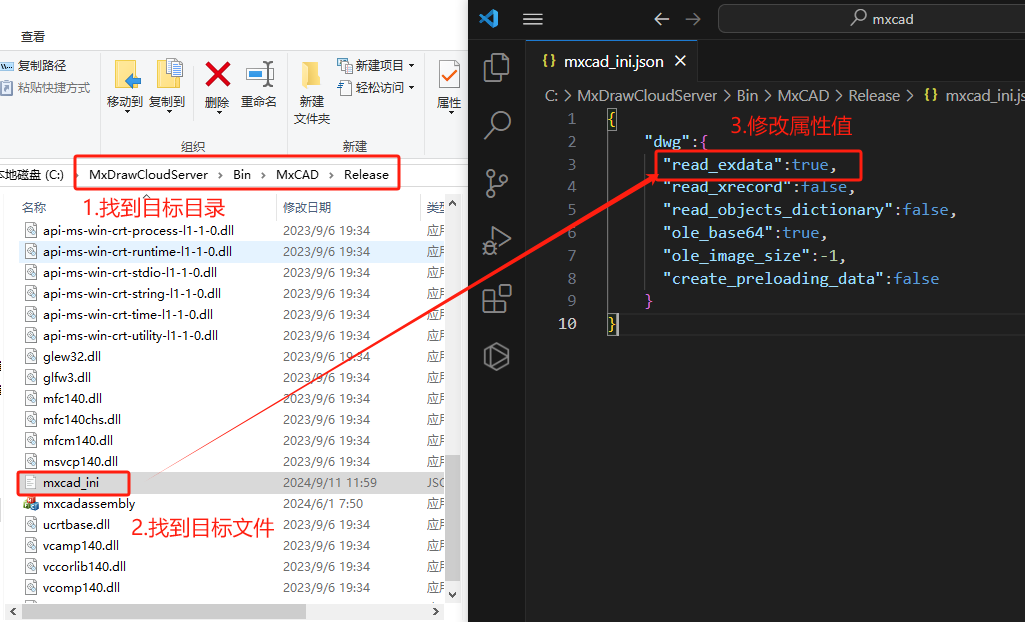 查看
复制路径
粘贴快捷方式
移动到
复制到
删除
重命名
新建
文件夹
新建项目
轻松访问
属性
组织
新建
本地磁盘 (C:)
MxDrawCloudServer
Bin
MxCAD
Release
1.找到目标目录
名称
修改日期
类型
api-ms-win-crt-process-l1-1-0.dll 2023/9/6 19:34 应用
api-ms-win-crt-runtime-l1-1-0.dll 2023/9/6 19:34 应用
api-ms-win-crt-stdio-l1-1-0.dll 2023/9/6 19:34 应用
api-ms-win-crt-string-l1-1-0.dll 2023/9/6 19:34 应用
api-ms-win-crt-time-l1-1-0.dll 2023/9/6 19:34 应用
api-ms-win-crt-utility-l1-1-0.dll 2023/9/6 19:34 应用
glew32.dll 2023/9/6 19:34 应用
glfw3.dll 2023/9/6 19:34 应用
mfc140.dll 2023/9/6 19:34 应用
mfc140chs.dll 2023/9/6 19:34 应用
mfcm140.dll 2023/9/6 19:34 应用
msvcp140.dll 2023/9/6 19:34 应用
mxcad_ini 2024/9/11 11:59 JSO
mxcadassembly 2024/6/1 7:50 应用
ucrtbase.dll 2023/9/6 19:34 应用
vcamp140.dll 2023/9/6 19:34 应用
vccorlib140.dll 2023/9/6 19:34 应用
vcomp140.dll 2023/9/6 19:34 应用
2.找到目标文件
mxcad
{} mxcad_ini.json
C: > MxDrawCloudServer > Bin > MxCAD > Release > {} mxcad_ini.js
3.修改属性值
1 {
2 "dwg":{
3 "read_exdata":true,
4 "read_xrecord":false,
5 "read_objects_dictionary":false,
6 "ole_base64":true,
7 "ole_image_size":-1,
8 "create_preloading_data":false
9 }
10 }